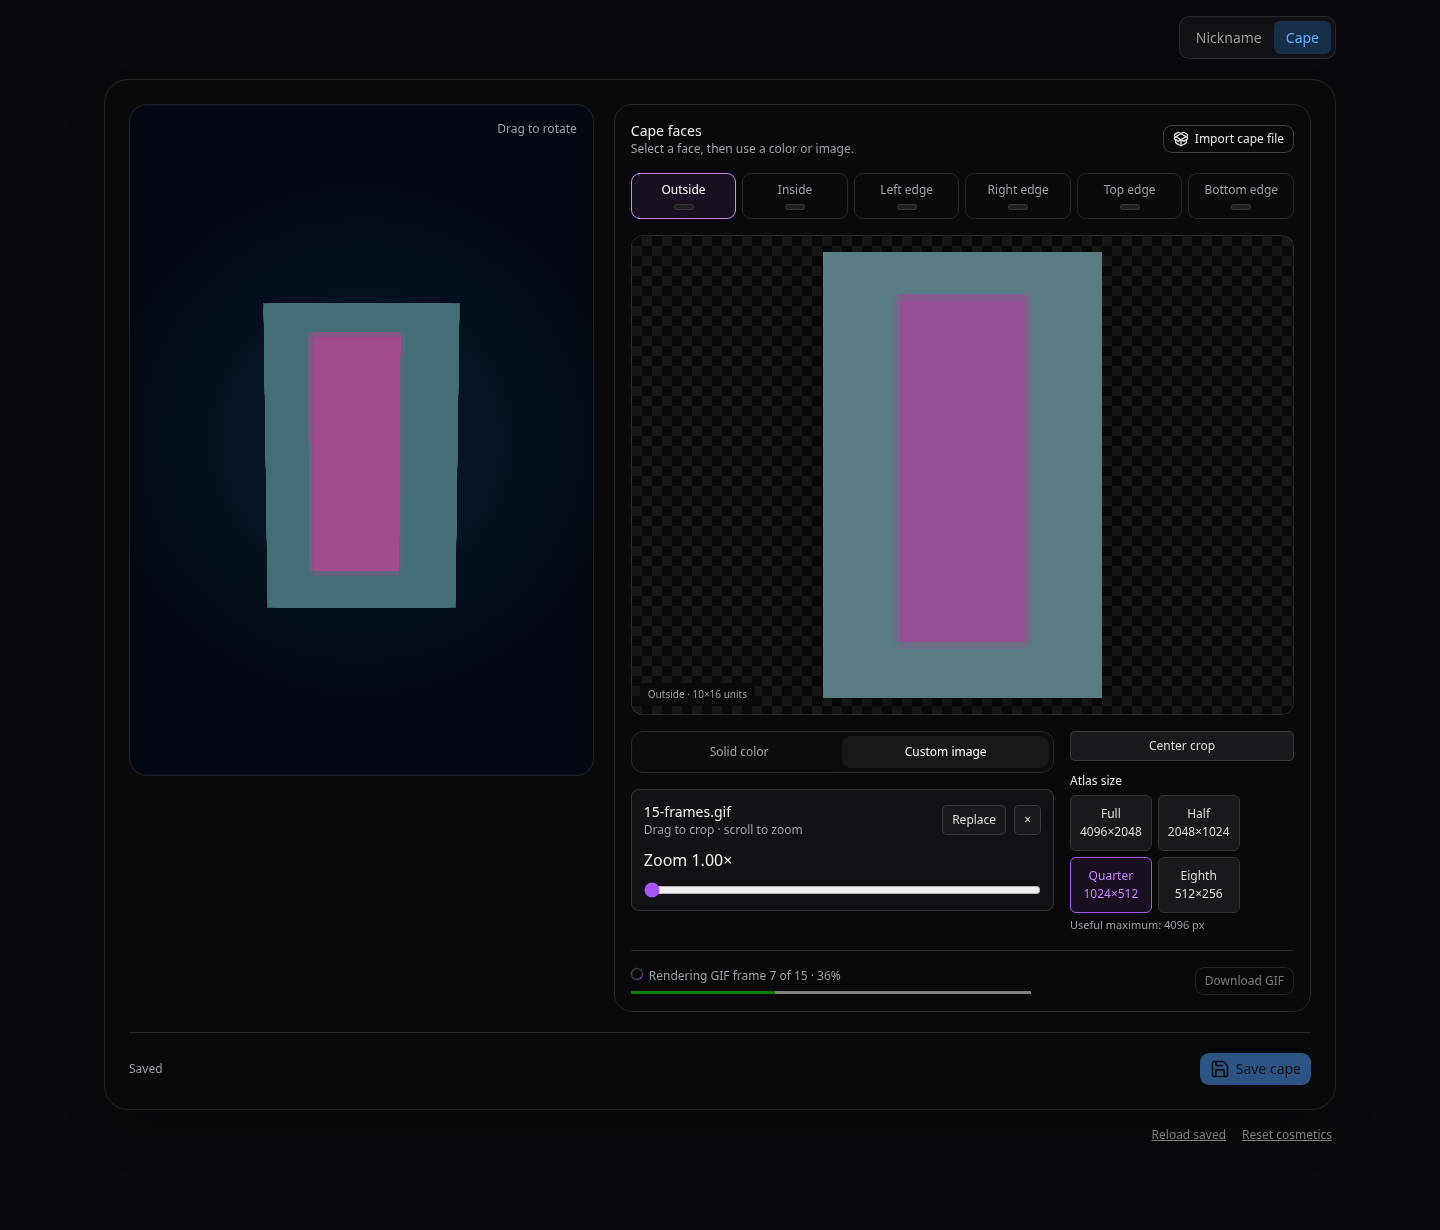 Nickname
Cape
Drag to rotate
Cape faces
Select a face, then use a color or image.
Import cape file
Outside
Inside
Left edge
Right edge
Top edge
Bottom edge
Outside · 10×16 units
Solid color
Custom image
Center crop
Atlas size
Full
4096×2048
Half
2048×1024
Quarter
1024×512
Eighth
512×256
Useful maximum: 4096 px
15-frames.gif
Drag to crop · scroll to zoom
Replace
×
Zoom 1.00×
Rendering GIF frame 7 of 15 · 36%
Download GIF
Saved
Save cape
Reload saved
Reset cosmetics